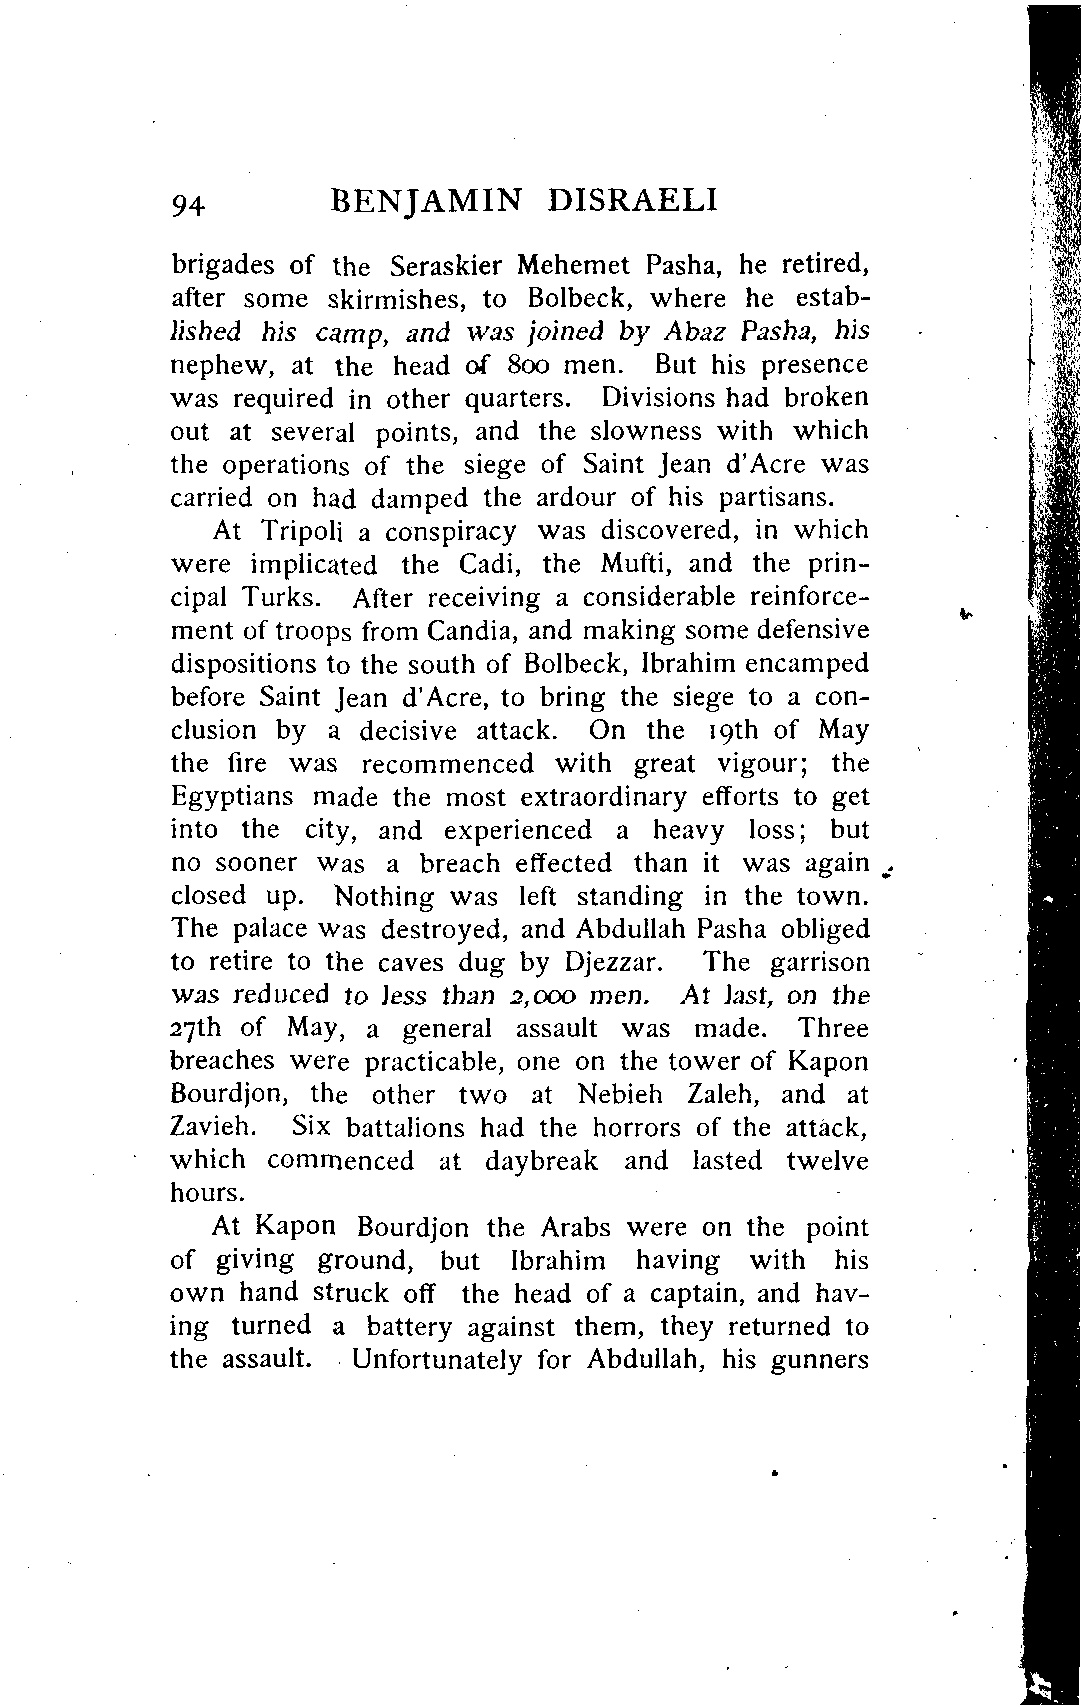 94 BENJAMIN DISRAELI
brigades of the Seraskier Mehemet Pasha, he retired,
after some skirmishes, to Bolbeck, where he estab-
lished his camp, and was joined by Abaz Pasha, his
nephew, at the head of 800 men. But his presence
was required in other quarters. Divisions had broken
out at several points, and the slowness with which
the operations of the siege of Saint Jean d'Acre was
carried on had damped the ardour of his partisans.
At Tripoli a conspiracy was discovered, in which
were implicated the Cadi, the Mufti, and the prin-
cipal Turks. After receiving a considerable reinforce-
ment of troops from Candia, and making some defensive
dispositions to the south of Bolbeck, Ibrahim encamped
before Saint Jean d'Acre, to bring the siege to a con-
clusion by a decisive attack. On the 19th of May
the fire was recommenced with great vigour; the
Egyptians made the most extraordinary efforts to get
into the city, and experienced a heavy loss; but
no sooner was a breach effected than it was again
closed up. Nothing was left standing in the town.
The palace was destroyed, and Abdullah Pasha obliged
to retire to the caves dug by Djezzar. The garrison
was reduced to less than 2,000 men. At last, on the
27th of May, a general assault was made. Three
breaches were practicable, one on the tower of Kapon
Bourdjon, the other two at Nebieh Zaleh, and at
Zavieh. Six battalions had the horrors of the attack,
which commenced at daybreak and lasted twelve
hours.
At Kapon Bourdjon the Arabs were on the point
of giving ground, but Ibrahim having with his
own hand struck off the head of a captain, and hav-
ing turned a battery against them, they returned to
the assault. Unfortunately for Abdullah, his gunners